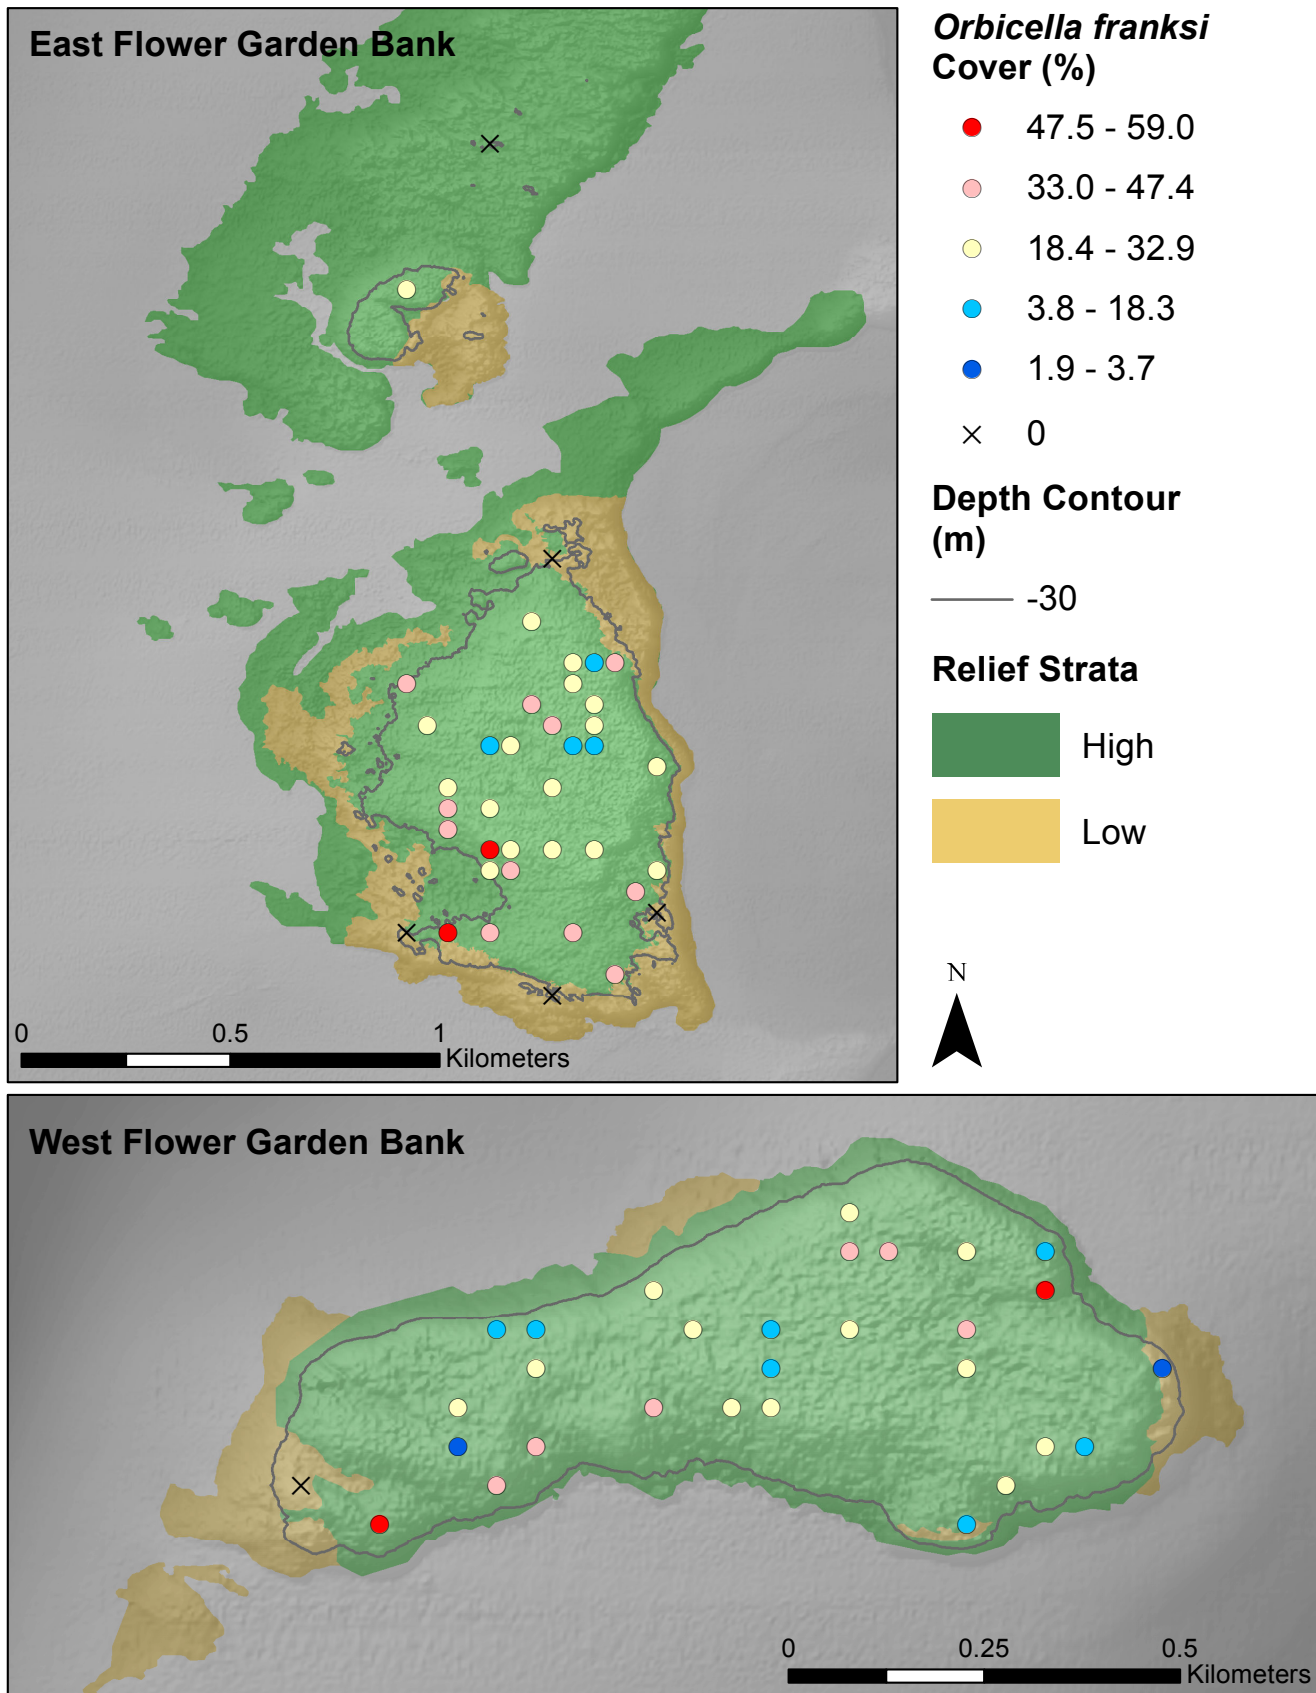 East Flower Garden Bank
0 0.5 1
Kilometers
Orbicella franksi
Cover (%)
47.5 - 59.0
33.0 - 47.4
18.4 - 32.9
3.8 - 18.3
1.9 - 3.7
0
Depth Contour
(m)
-30
Relief Strata
High
Low
N
West Flower Garden Bank
0 0.25 0.5
Kilometers